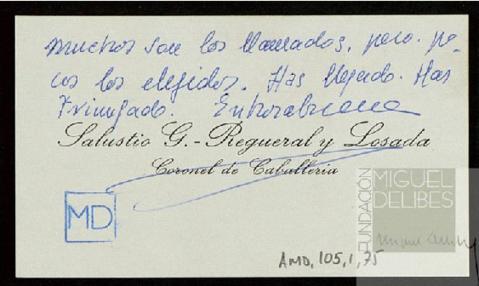 Muchos son los llamados, pero po-
cos los elegidos. Has llegado. Has
triunfado. Enhorabuena
Salustio G.-Regueral y Losada
Coronel de Caballería
MD
FUNDACIÓN
MIGUEL
DELIBES
AMD, 105, 1, 75